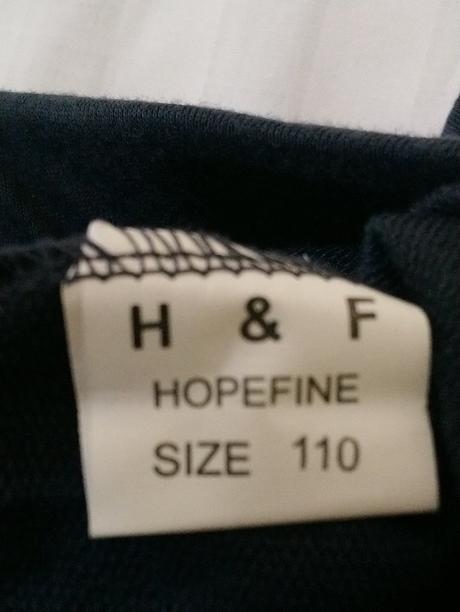 H & F
HOPEFINE
SIZE 110